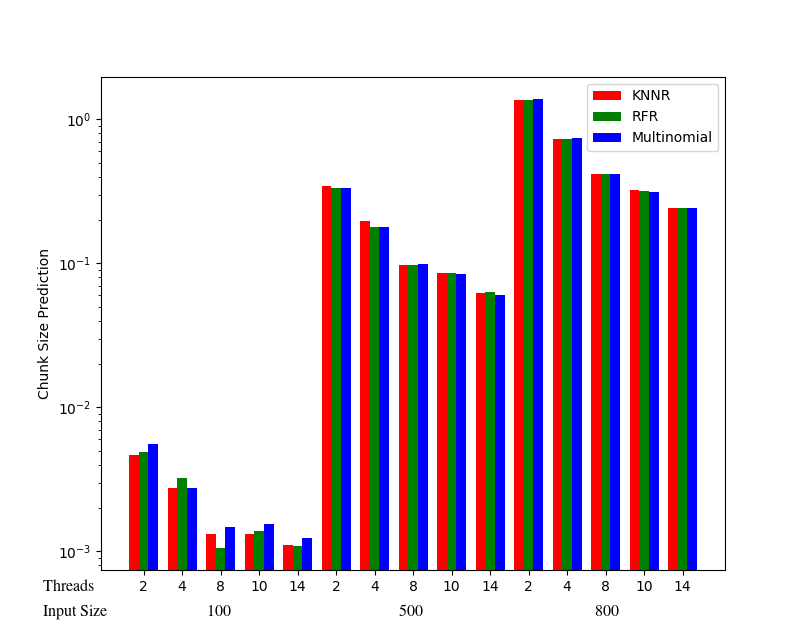 KNNR
RFR
Multinomial
10⁰
10⁻¹
10⁻²
10⁻³
Chunk Size Prediction
Threads 2 4 8 10 14 2 4 8 10 14 2 4 8 10 14
Input Size 100 500 800